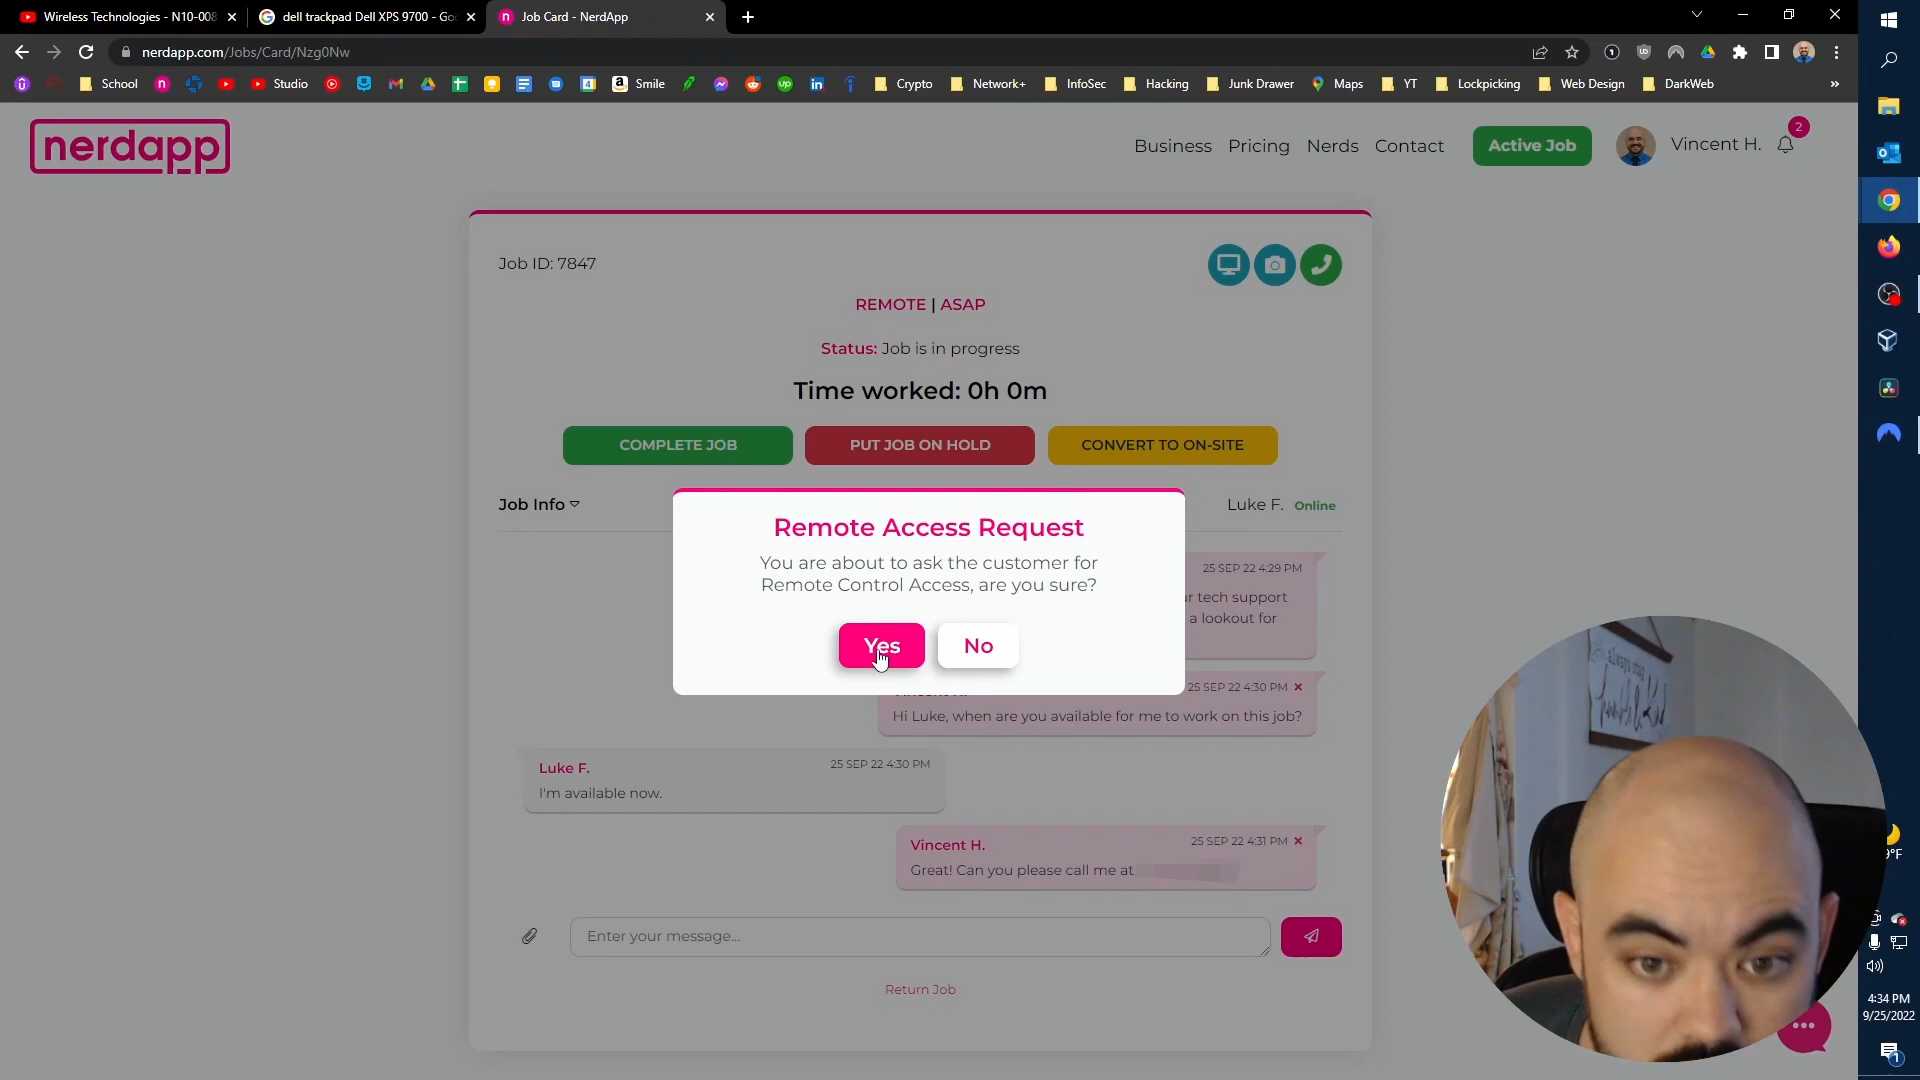 Wireless Technologies - N10-008
dell trackpad Dell XPS 9700 - Goo
Job Card - NerdApp
nerdapp.com/Jobs/Card/Nzg0Nw
School
Studio
Smile
Crypto
Network+
InfoSec
Hacking
Junk Drawer
Maps
YT
Lockpicking
Web Design
DarkWeb
»
nerdapp
Business
Pricing
Nerds
Contact
Active Job
Vincent H.
2
Job ID: 7847
REMOTE | ASAP
Status: Job is in progress
Time worked: 0h 0m
COMPLETE JOB
PUT JOB ON HOLD
CONVERT TO ON-SITE
Job Info
Luke F. Online
Remote Access Request
You are about to ask the customer for
Remote Control Access, are you sure?
Yes
No
25 SEP 22 4:29 PM
tech support
a lookout for
25 SEP 22 4:30 PM
Hi Luke, when are you available for me to work on this job?
Luke F.
25 SEP 22 4:30 PM
I'm available now.
Vincent H.
25 SEP 22 4:31 PM
Great! Can you please call me at
Enter your message...
Return Job
4:34 PM
9/25/2022
1